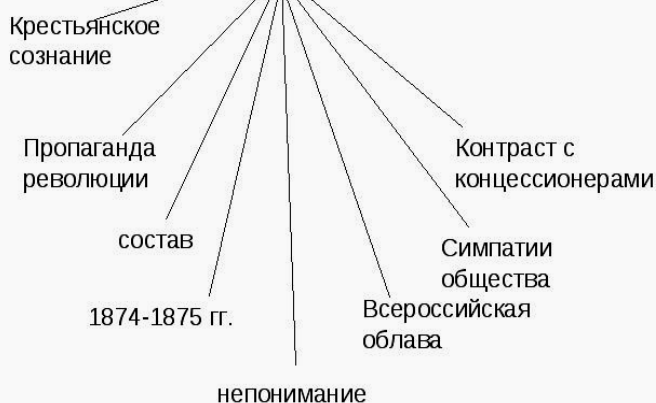 Крестьянское
сознание
Пропаганда
революции
Контраст с
концессионерами
состав
Симпатии
общества
1874-1875 гг.
Всероссийская
облава
непонимание